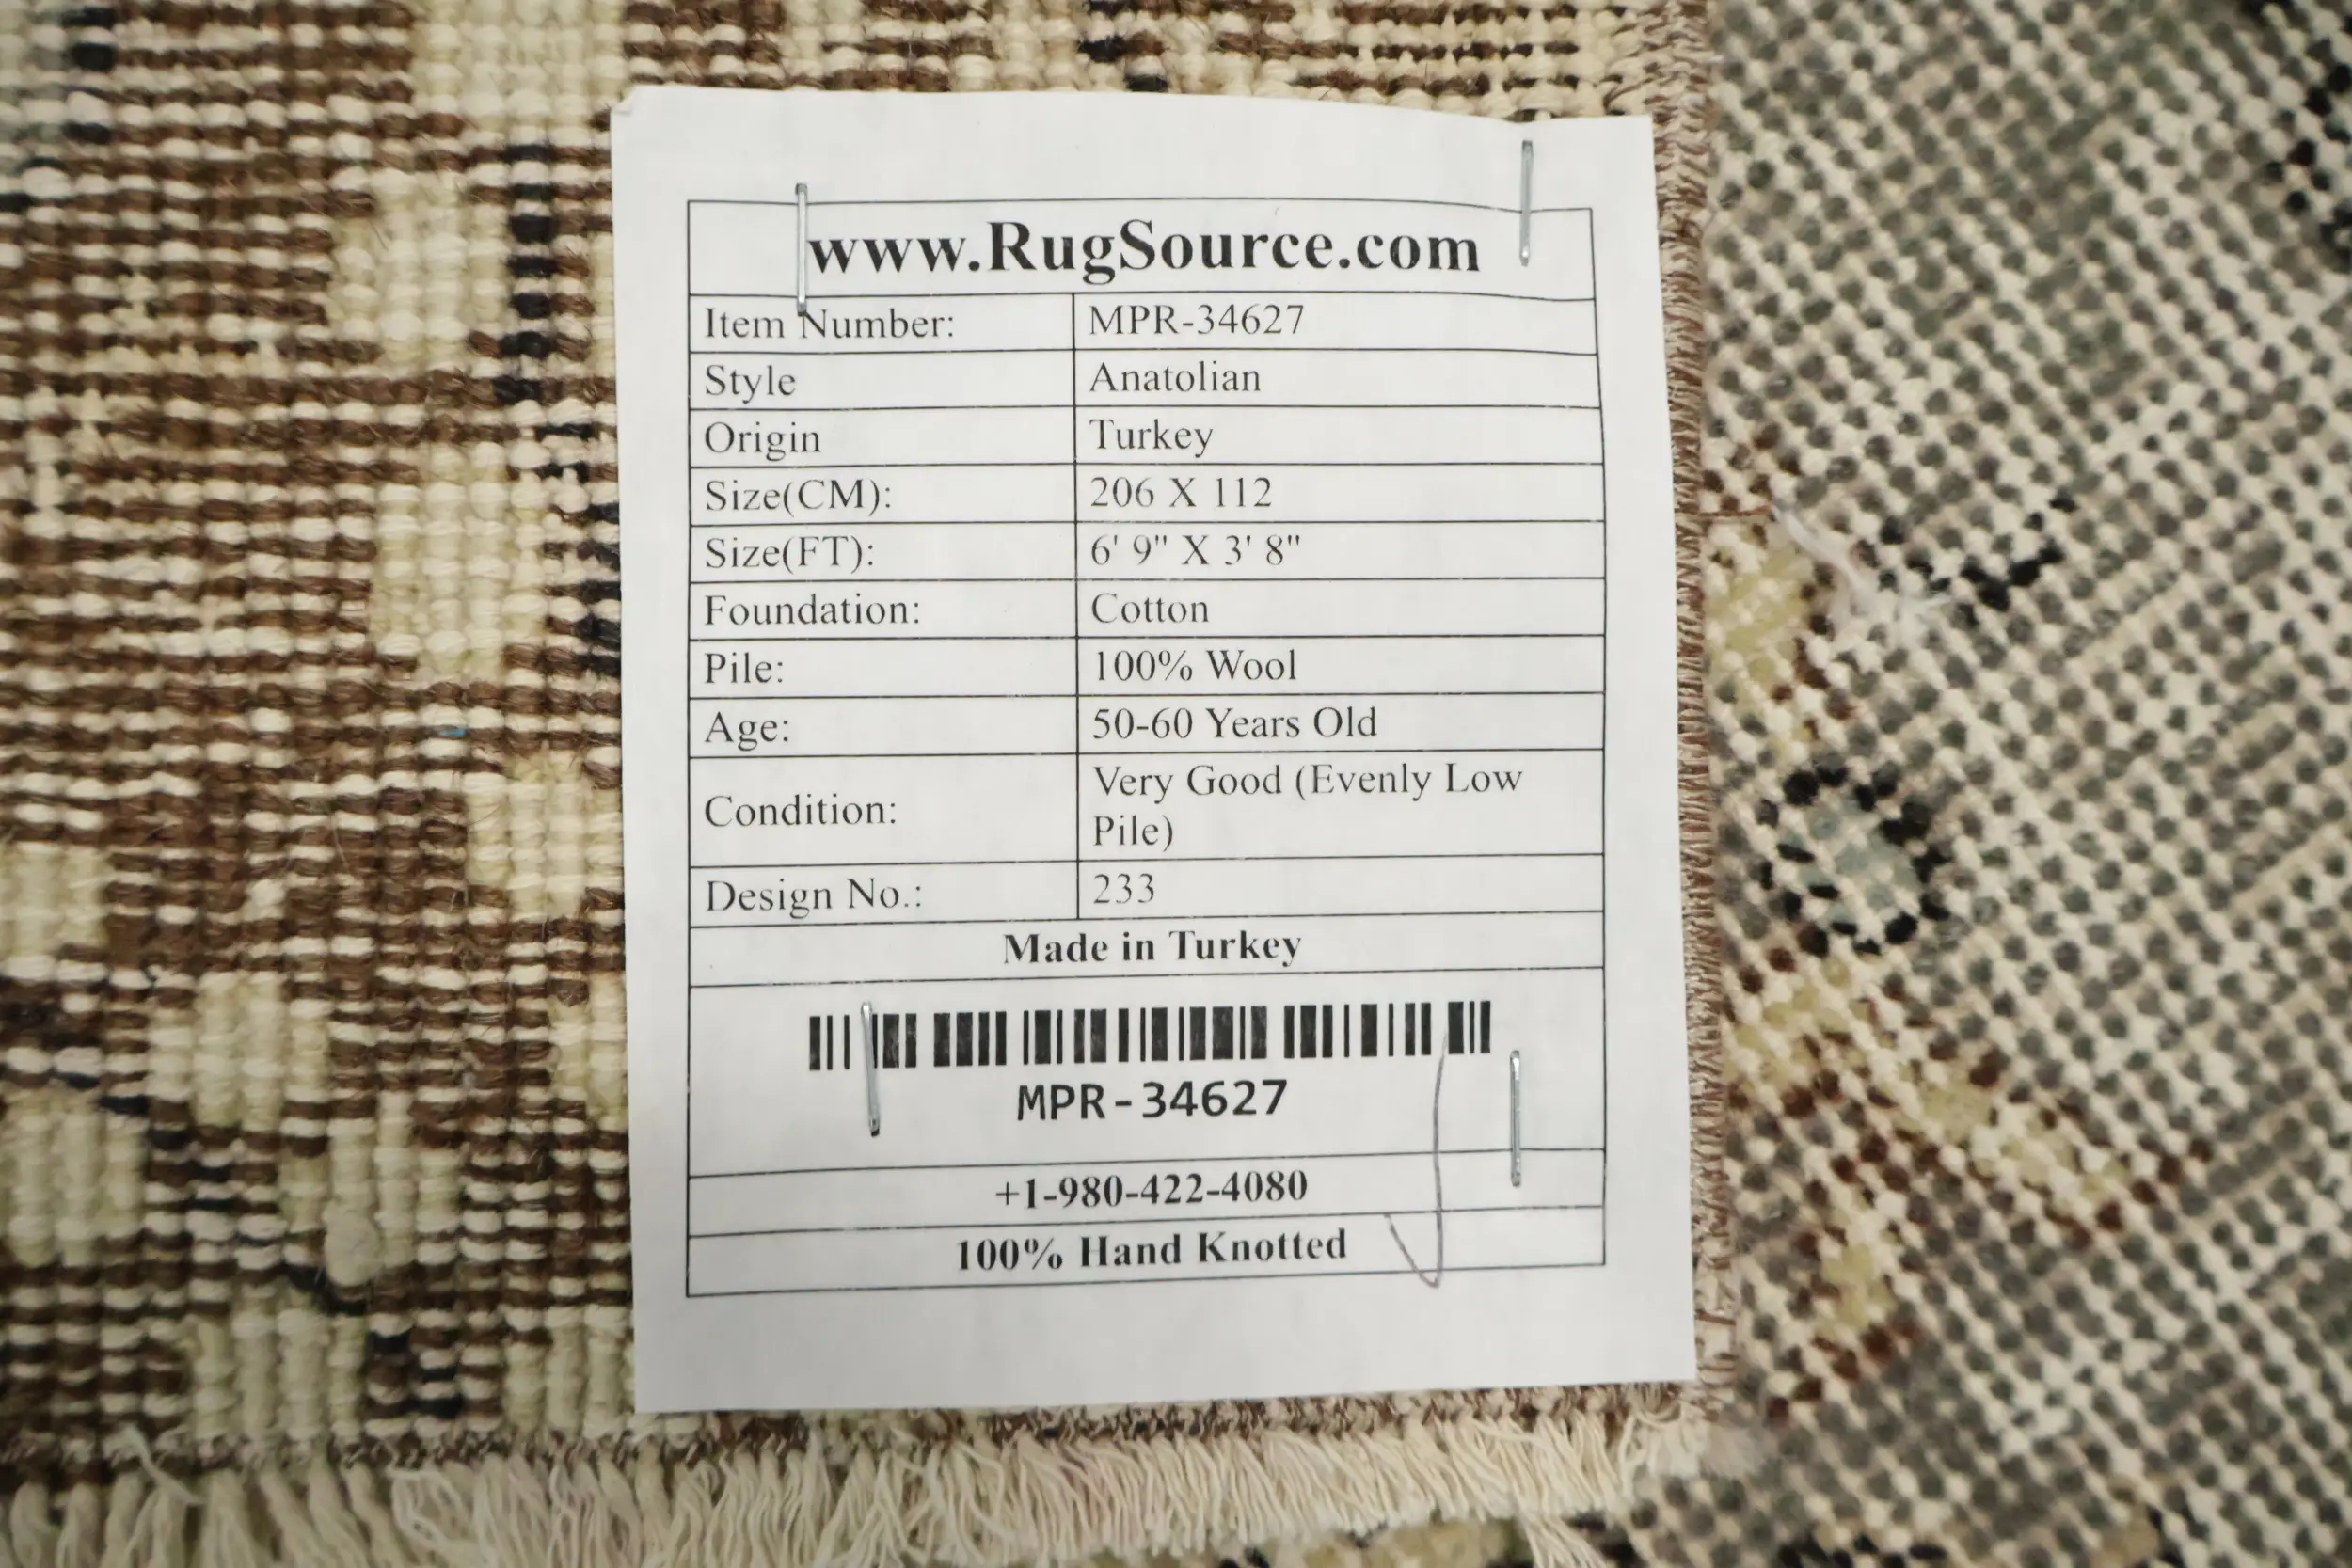 www.RugSource.com
Item Number: MPR-34627
Style Anatolian
Origin Turkey
Size(CM): 206 X 112
Size(FT): 6' 9" X 3' 8"
Foundation: Cotton
Pile: 100% Wool
Age: 50-60 Years Old
Condition: Very Good (Evenly Low
Pile)
Design No.: 233
Made in Turkey
MPR-34627
+1-980-422-4080
100% Hand Knotted